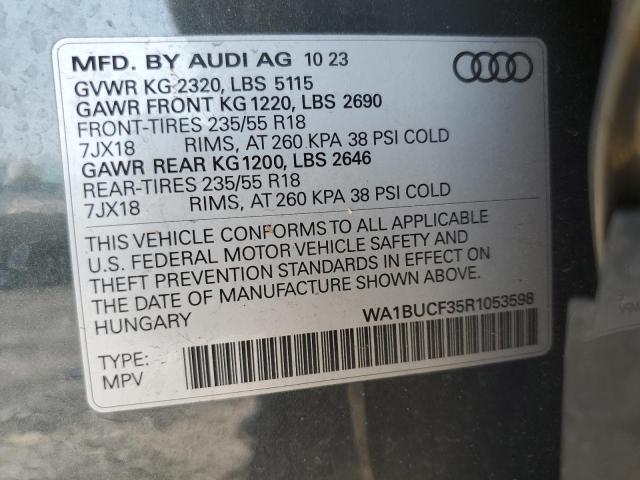 MFD. BY AUDI AG 10 23
GVWR KG 2320, LBS 5115
GAWR FRONT KG 1220, LBS 2690
FRONT-TIRES 235/55 R18
7JX18 RIMS, AT 260 KPA 38 PSI COLD
GAWR REAR KG 1200, LBS 2646
REAR-TIRES 235/55 R18
7JX18 RIMS, AT 260 KPA 38 PSI COLD
THIS VEHICLE CONFORMS TO ALL APPLICABLE
U.S. FEDERAL MOTOR VEHICLE SAFETY AND
THEFT PREVENTION STANDARDS IN EFFECT ON
THE DATE OF MANUFACTURE SHOWN ABOVE.
HUNGARY WA1BUCF35R1053598
TYPE:
MPV